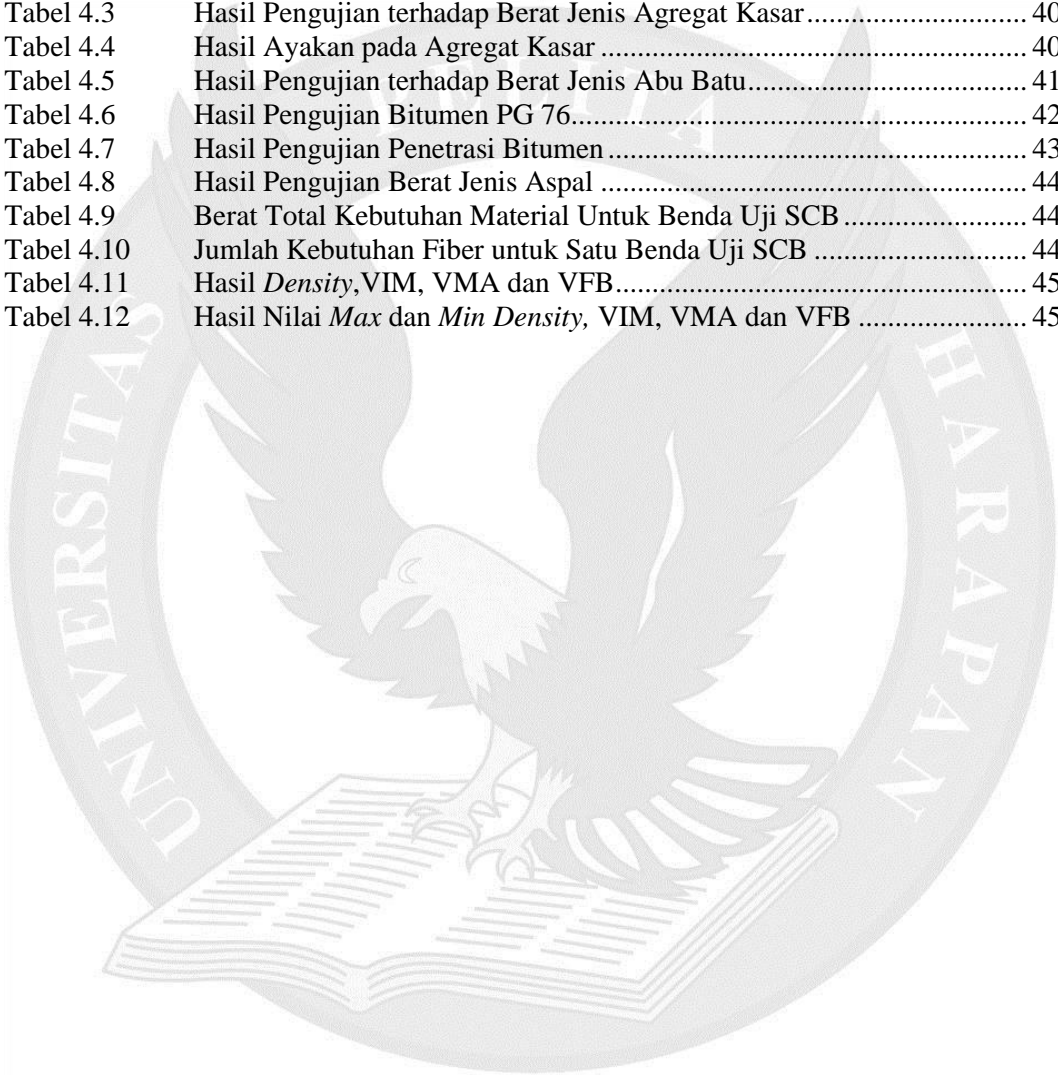 Tabel 4.3 Hasil Pengujian terhadap Berat Jenis Agregat Kasar.................................. 40
Tabel 4.4 Hasil Ayakan pada Agregat Kasar.................................................................. 40
Tabel 4.5 Hasil Pengujian terhadap Berat Jenis Abu Batu........................................... 41
Tabel 4.6 Hasil Pengujian Bitumen PG 76...................................................................... 42
Tabel 4.7 Hasil Pengujian Penetrasi Bitumen................................................................ 43
Tabel 4.8 Hasil Pengujian Berat Jenis Aspal.................................................................. 44
Tabel 4.9 Berat Total Kebutuhan Material Untuk Benda Uji SCB............................ 44
Tabel 4.10 Jumlah Kebutuhan Fiber untuk Satu Benda Uji SCB................................. 44
Tabel 4.11 Hasil Density,VIM, VMA dan VFB............................................................... 45
Tabel 4.12 Hasil Nilai Max dan Min Density, VIM, VMA dan VFB......................... 45
UNIVERSITAS PELITA HARAPAN